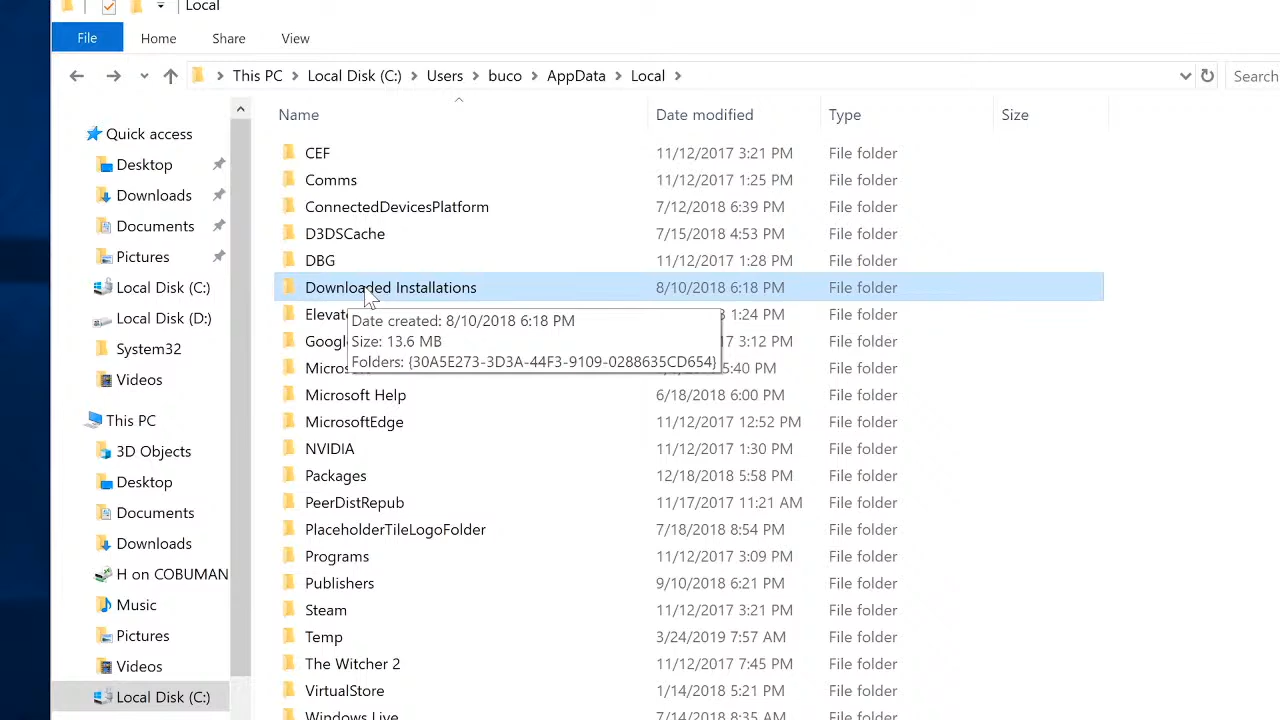 Local
File Home Share View
This PC Local Disk (C:) Users buco AppData Local Search
Name Date modified Type Size
Quick access
Desktop
Downloads
Documents
Pictures
Local Disk (C:)
Local Disk (D:)
System32
Videos
This PC
3D Objects
Desktop
Documents
Downloads
H on COBUMAN
Music
Pictures
Videos
Local Disk (C:)
CEF 11/12/2017 3:21 PM File folder
Comms 11/12/2017 1:25 PM File folder
ConnectedDevicesPlatform 7/12/2018 6:39 PM File folder
D3DSCache 7/15/2018 4:53 PM File folder
DBG 11/12/2017 1:28 PM File folder
Downloaded Installations 8/10/2018 6:18 PM File folder
Date created: 8/10/2018 6:18 PM
Size: 13.6 MB
Folders: {30A5E273-3D3A-44F3-9109-0288635CD654}
Elevat 1:24 PM File folder
Googl 3:12 PM File folder
Micros 5:40 PM File folder
Microsoft Help 6/18/2018 6:00 PM File folder
MicrosoftEdge 11/12/2017 12:52 PM File folder
NVIDIA 11/12/2017 1:30 PM File folder
Packages 12/18/2018 5:58 PM File folder
PeerDistRepub 11/17/2017 11:21 AM File folder
PlaceholderTileLogoFolder 7/18/2018 8:54 PM File folder
Programs 11/12/2017 3:09 PM File folder
Publishers 9/10/2018 6:21 PM File folder
Steam 11/12/2017 3:21 PM File folder
Temp 3/24/2019 7:57 AM File folder
The Witcher 2 11/12/2017 7:45 PM File folder
VirtualStore 1/14/2018 5:21 PM File folder
Windows Live 7/14/2018 8:35 AM File folder